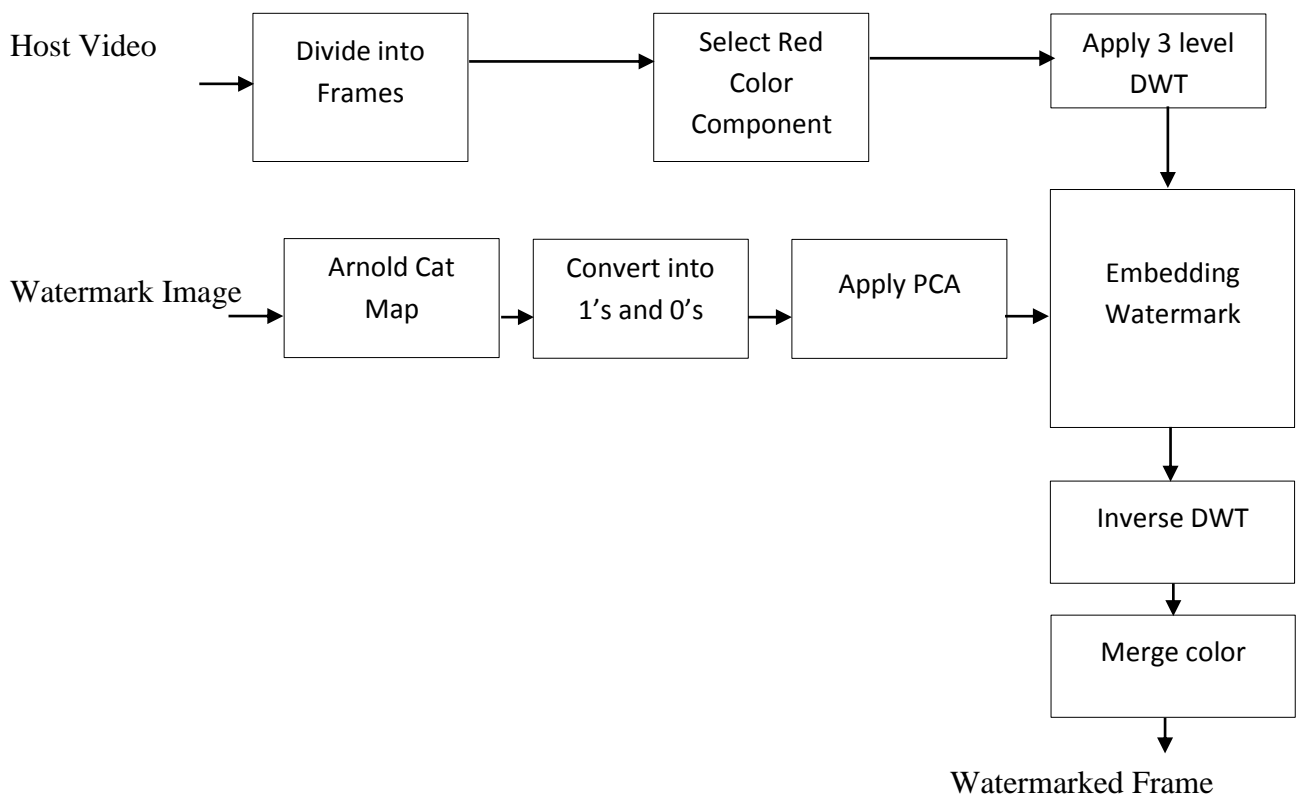 Host Video
Divide into
Frames
Select Red
Color
Component
Apply 3 level
DWT
Watermark Image
Arnold Cat
Map
Convert into
1’s and 0’s
Apply PCA
Embedding
Watermark
Inverse DWT
Merge color
Watermarked Frame